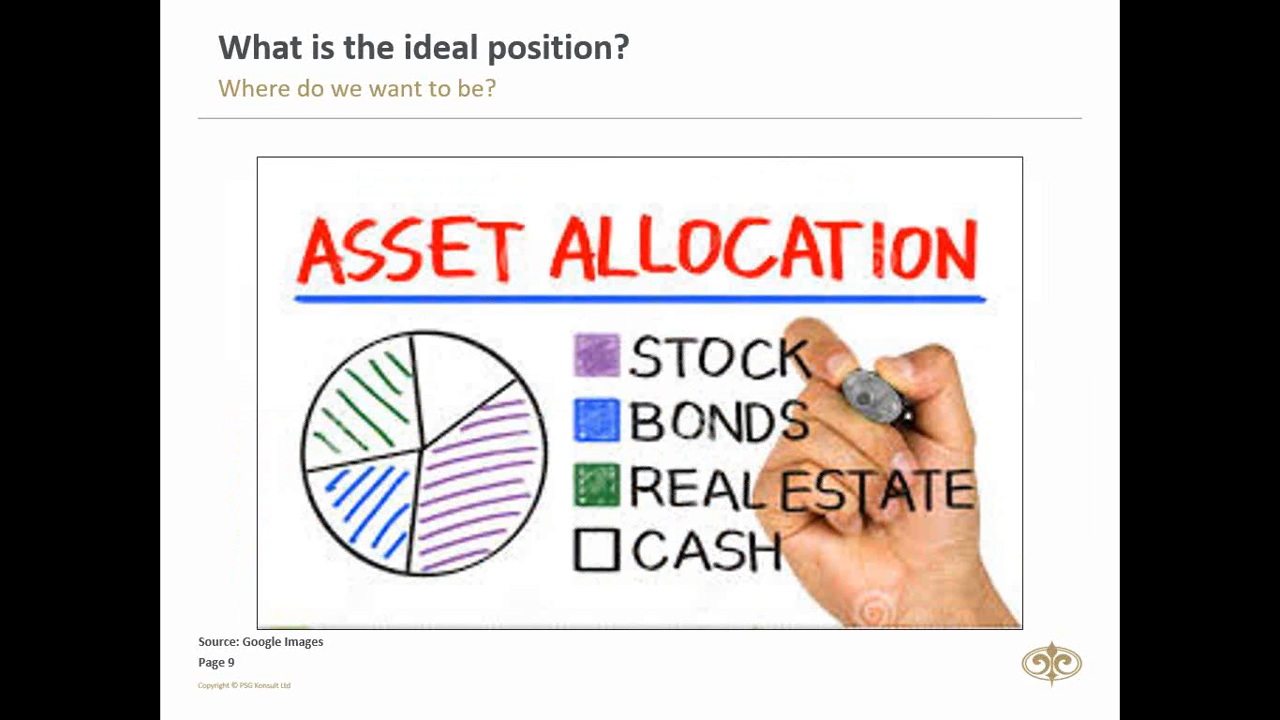 What is the ideal position?
Where do we want to be?
ASSET ALLOCATION
STOCK
BONDS
REAL ESTATE
CASH
Source: Google Images
Page 9
Copyright © PSG Konsult Ltd